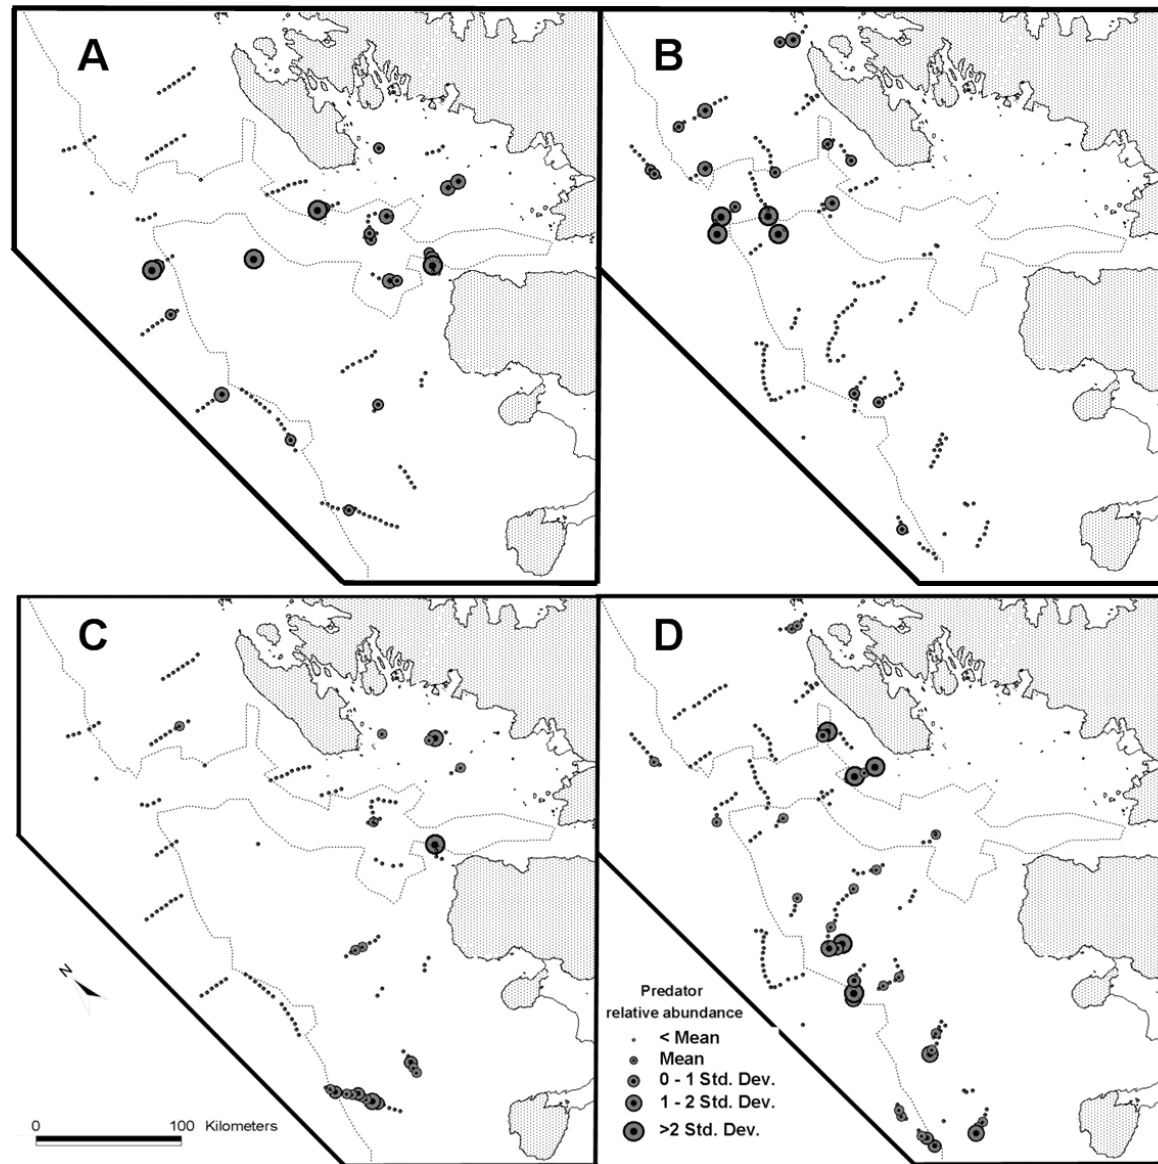 A
B
C
D
N
0 100 Kilometers
Predator
relative abundance
< Mean
Mean
0 - 1 Std. Dev.
1 - 2 Std. Dev.
>2 Std. Dev.